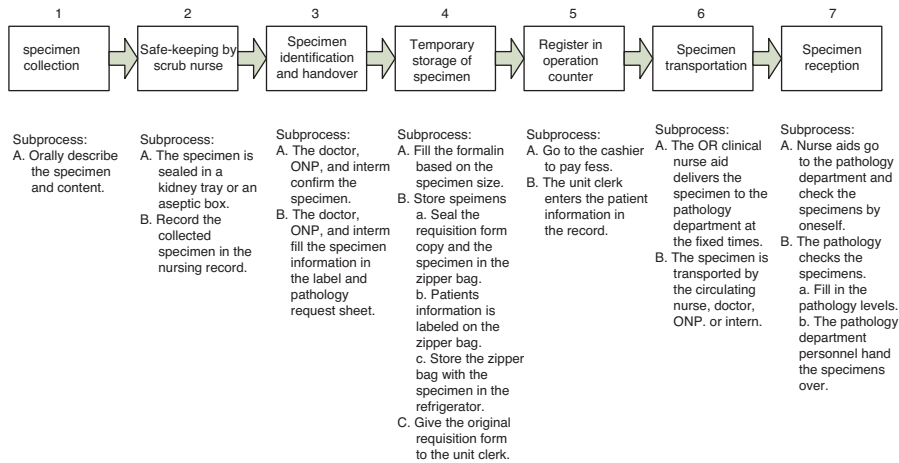 1
2
3
4
5
6
7
specimen
collection
Safe-keeping by
scrub nurse
Specimen
identification
and handover
Temporary
storage of
specimen
Register in
operation
counter
Specimen
transportation
Specimen
reception
Subprocess:
A. Orally describe
the specimen
and content.
Subprocess:
A. The specimen is
sealed in a
kidney tray or an
aseptic box.
B. Record the
collected
specimen in the
nursing record.
Subprocess:
A. The doctor,
ONP, and interm
confirm the
specimen.
B. The doctor,
ONP, and interm
fill the specimen
information in
the label and
pathology
request sheet.
Subprocess:
A. Fill the formalin
based on the
specimen size.
B. Store speimens
a. Seal the
requisition form
copy and the
specimen in the
zipper bag.
b. Patients
information is
labeled on the
zipper bag.
c. Store the zipper
bag with the
specimen in the
refrigerator.
C. Give the original
requisition form
to the unit clerk.
Subprocess:
A. Go to the cashier
to pay fess.
B. The unit clerk
enters the patient
information in
the record.
Subprocess:
A. The OR clinical
nurse aid
delivers the
specimen to the
pathology
department at
the fixed times.
B. The specimen is
transported by
the circulating
nurse, doctor,
ONP. or intern.
Subprocess:
A. Nurse aids go
to the pathology
department and
check the
specimens by
oneself.
B. The pathology
checks the
specimens.
a. Fill in the
pathology levels.
b. The pathology
department
personnel hand
the specimens
over.